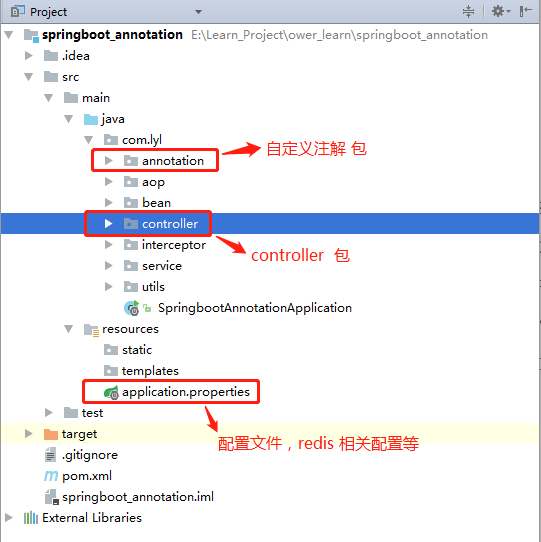 Project
springboot_annotation E:\Learn_Project\ower_learn\springboot_annotation
.idea
src
main
java
com.lyl
annotation 自定义注解 包
aop
bean
controller
interceptor controller 包
service
utils
SpringbootAnnotationApplication
resources
static
templates
application.properties
test
target 配置文件，redis 相关配置等
.gitignore
pom.xml
springboot_annotation.iml
External Libraries